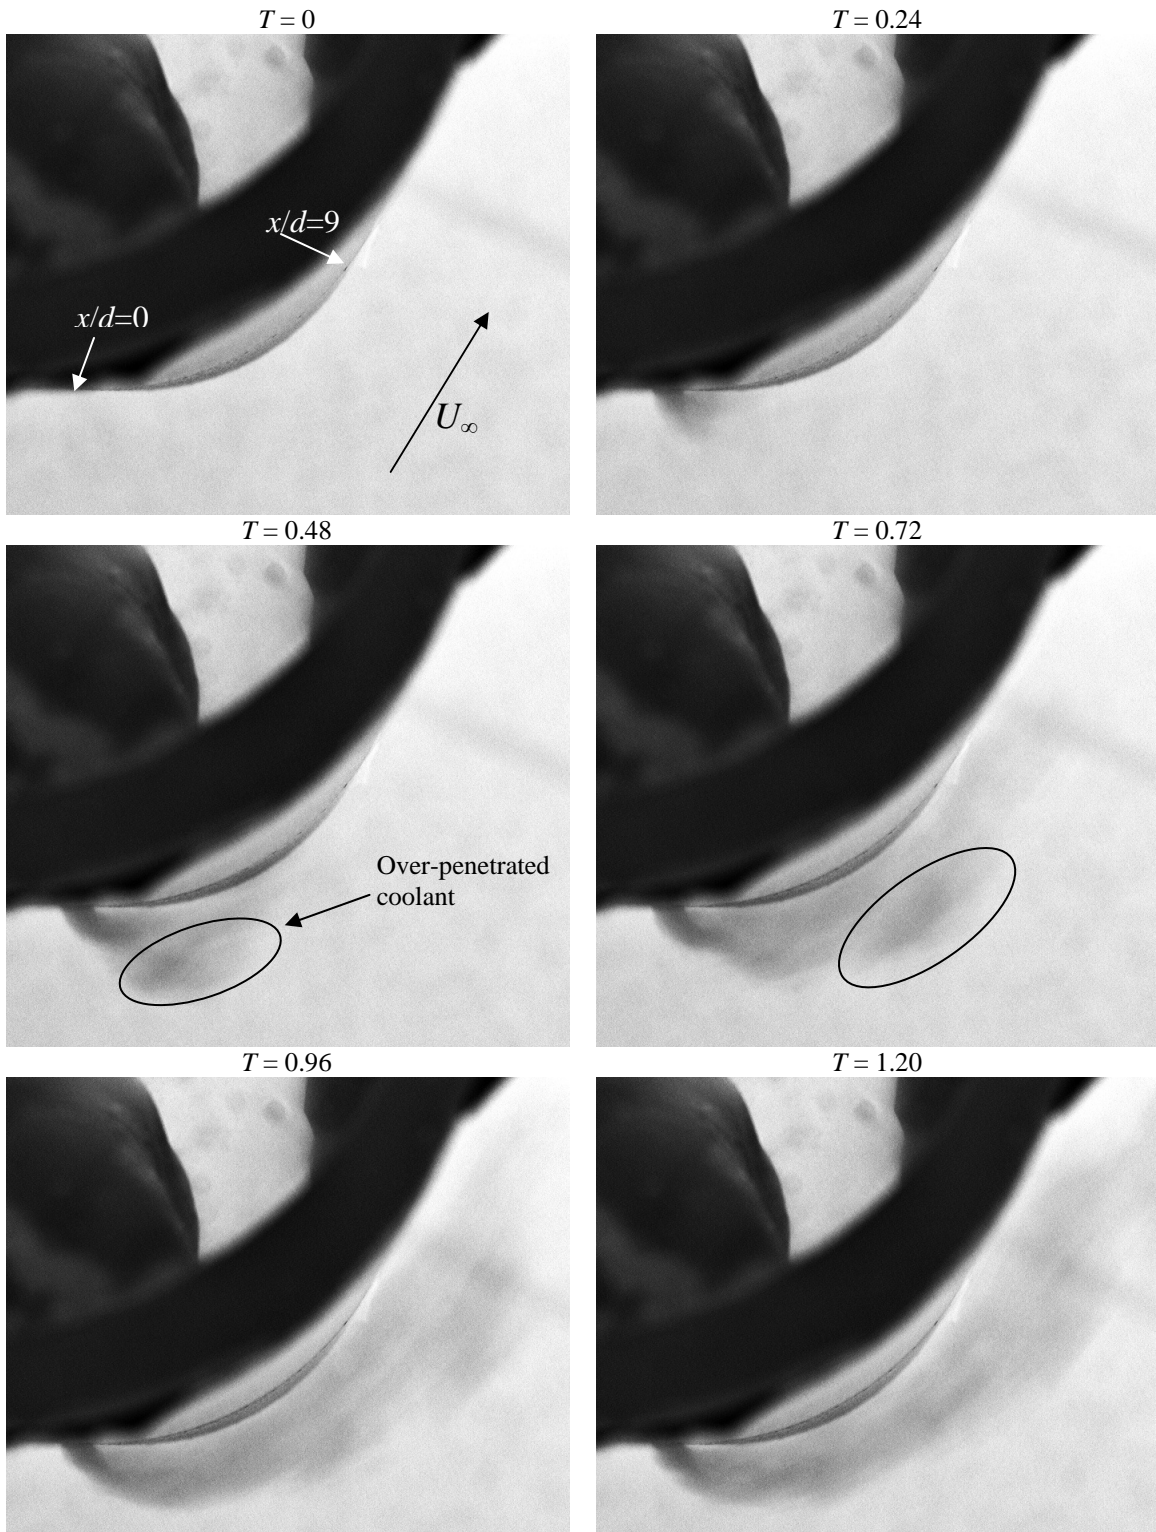 T = 0
T = 0.24
x/d=9
x/d=0
U∞
T = 0.48
T = 0.72
Over-penetrated
coolant
T = 0.96
T = 1.20